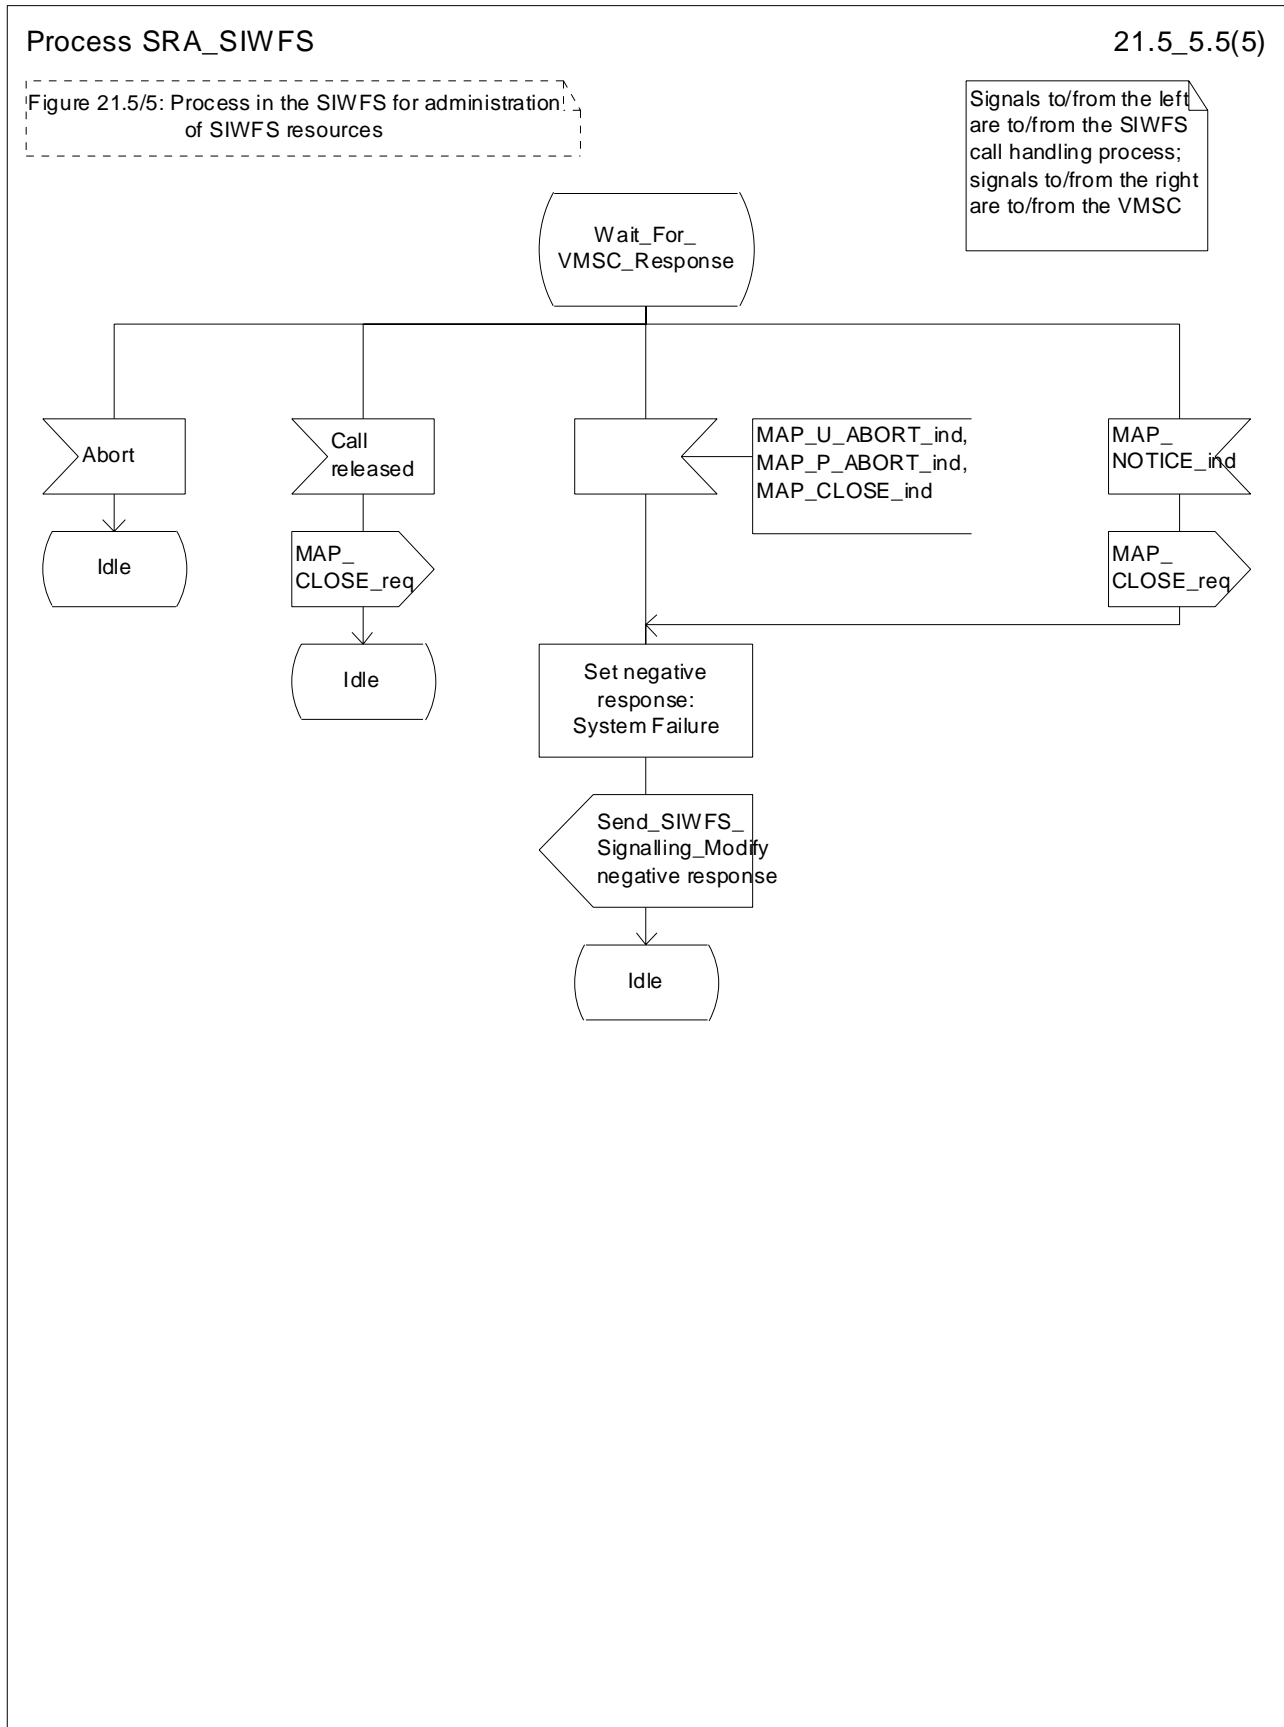 Process SRA_SIWFS
21.5_5.5(5)
Figure 21.5/5: Process in the SIWFS for administration
of SIWFS resources
Signals to/from the left
are to/from the SIWFS
call handling process;
signals to/from the right
are to/from the VMSC
Wait_For_
VMSC_Response
Abort
Call
released
MAP_U_ABORT_ind,
MAP_P_ABORT_ind,
MAP_CLOSE_ind
MAP_
NOTICE_ind
Idle
MAP_
CLOSE_req
MAP_
CLOSE_req
Idle
Set negative
response:
System Failure
Send_SIWFS_
Signalling_Modify
negative response
Idle